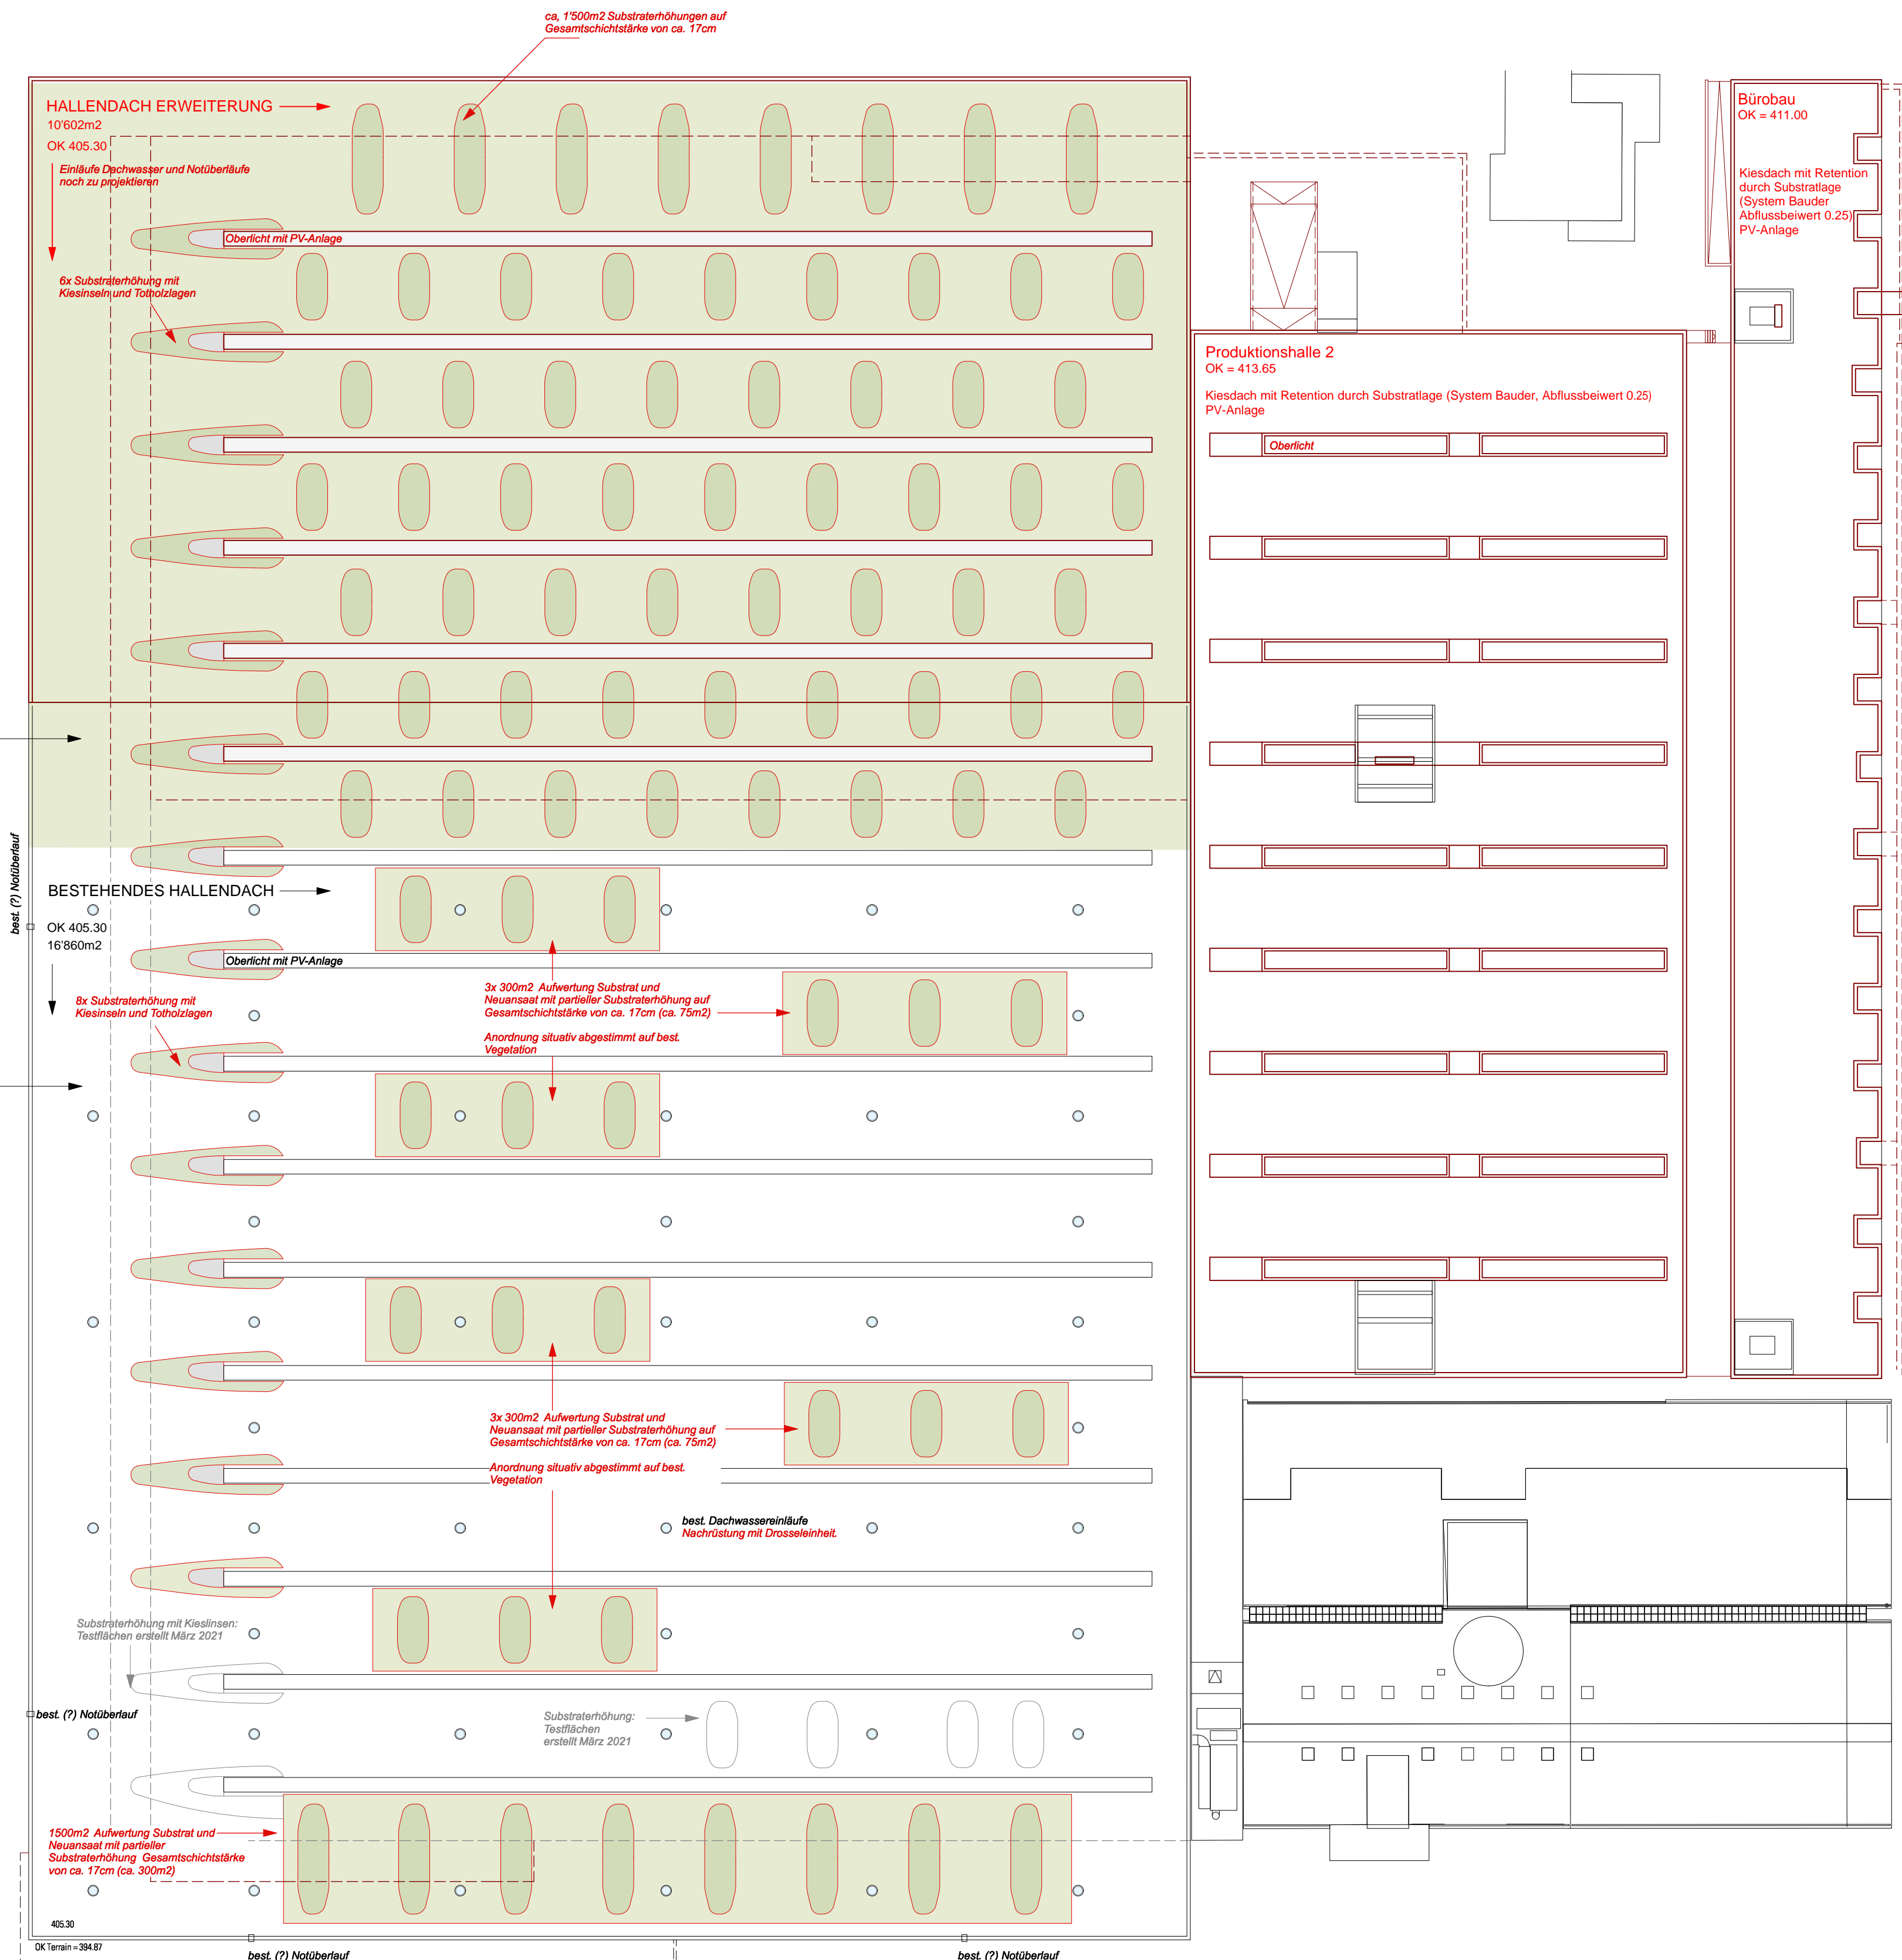 ca, 1'500m2 Substraterhöhungen auf
Gesamtschichtstärke von ca. 17cm
HALLENDACH ERWEITERUNG
10'602m2
OK 405.30
Einläufe Dachwasser und Notüberläufe
noch zu projektieren
Oberlicht mit PV-Anlage
6x Substraterhöhung mit
Kiesinseln und Totholzlagen
Bürobau
OK = 411.00
Kiesdach mit Retention
durch Substratlage
(System Bauder
Abflussbeiwert 0.25)
PV-Anlage
Produktionshalle 2
OK = 413.65
Kiesdach mit Retention durch Substratlage (System Bauder, Abflussbeiwert 0.25)
PV-Anlage
Oberlicht
best. (?) Notüberlauf
BESTEHENDES HALLENDACH
OK 405.30
16'860m2
Oberlicht mit PV-Anlage
8x Substraterhöhung mit
Kiesinseln und Totholzlagen
3x 300m2 Aufwertung Substrat und
Neuansaat mit partieller Substraterhöhung auf
Gesamtschichtstärke von ca. 17cm (ca. 75m2)
Anordnung situativ abgestimmt auf best.
Vegetation
3x 300m2 Aufwertung Substrat und
Neuansaat mit partieller Substraterhöhung auf
Gesamtschichtstärke von ca. 17cm (ca. 75m2)
Anordnung situativ abgestimmt auf best.
Vegetation
best. Dachwassereinläufe
Nachrüstung mit Drosseleinheit.
Substraterhöhung mit Kieslinsen:
Testflächen erstellt März 2021
best. (?) Notüberlauf
Substraterhöhung:
Testflächen
erstellt März 2021
1500m2 Aufwertung Substrat und
Neuansaat mit partieller
Substraterhöhung Gesamtschichtstärke
von ca. 17cm (ca. 300m2)
405.30
OK Terrain = 394.87
best. (?) Notüberlauf
best. (?) Notüberlauf